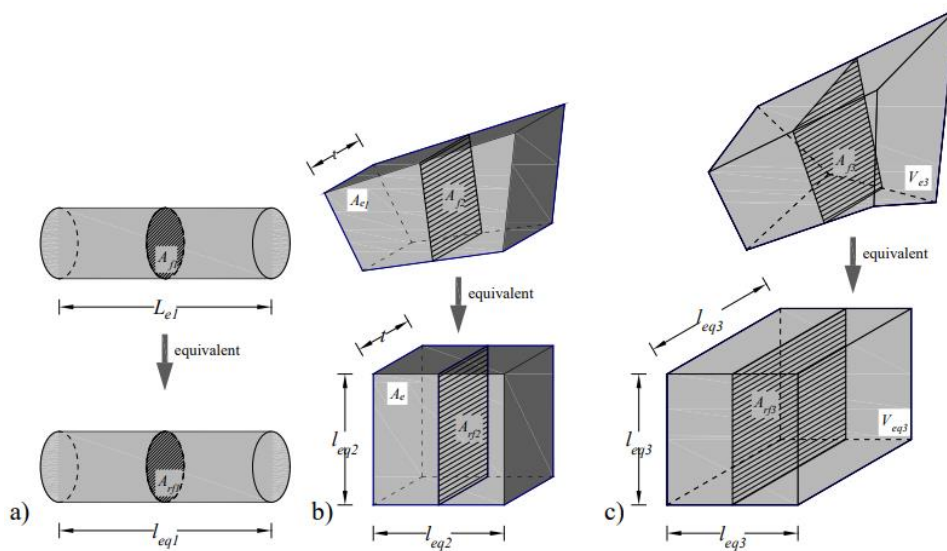 a)
A_f1
L_e1
equivalent
A_rf1
l_eq1
b)
t
A_e1
A_f2
equivalent
t
A_e
A_rf2
l_eq2
l_eq2
c)
A_f3
V_e3
equivalent
l_eq3
A_rf3
V_eq3
l_eq3
l_eq3